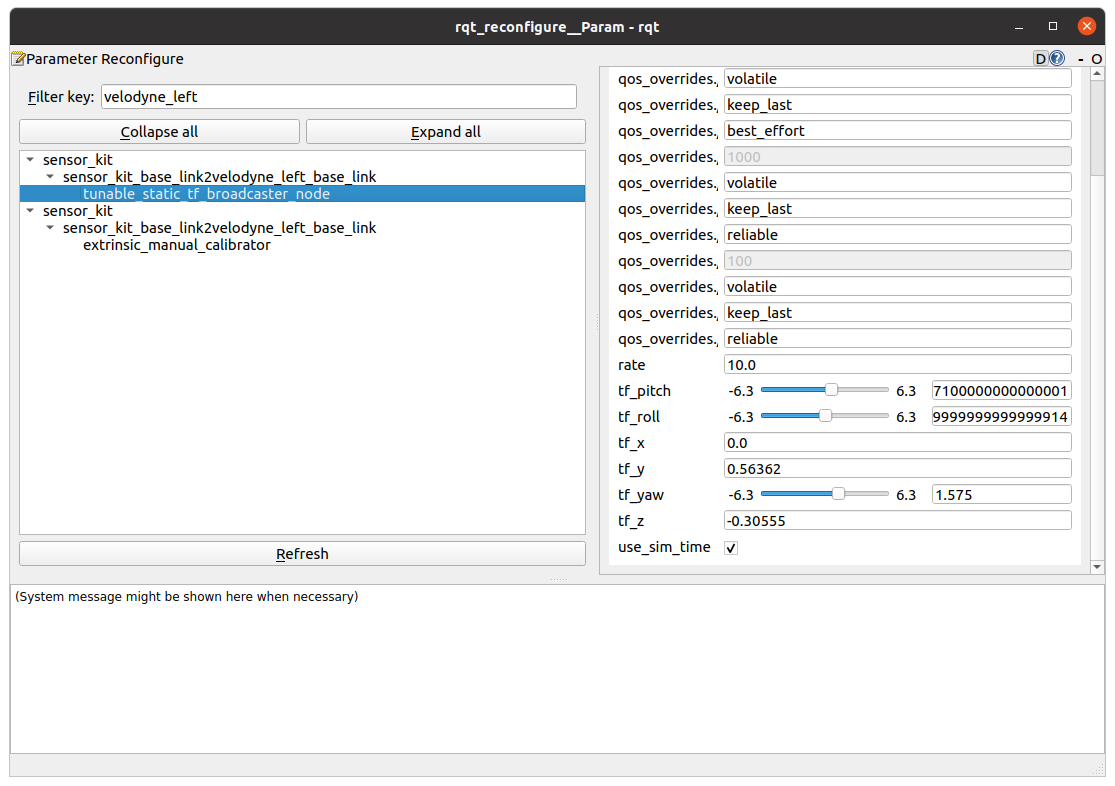 rqt_reconfigure__Param - rqt
Parameter Reconfigure
D
- O
Filter key: velodyne_left
Collapse all
Expand all
sensor_kit
sensor_kit_base_link2velodyne_left_base_link
tunable_static_tf_broadcaster_node
sensor_kit
sensor_kit_base_link2velodyne_left_base_link
extrinsic_manual_calibrator
Refresh
qos_overrides., volatile
qos_overrides., keep_last
qos_overrides., best_effort
qos_overrides., 1000
qos_overrides., volatile
qos_overrides., keep_last
qos_overrides., reliable
qos_overrides., 100
qos_overrides., volatile
qos_overrides., keep_last
qos_overrides., reliable
rate 10.0
tf_pitch -6.3 6.3 7100000000000001
tf_roll -6.3 6.3 9999999999999914
tf_x 0.0
tf_y 0.56362
tf_yaw -6.3 6.3 1.575
tf_z -0.30555
use_sim_time
(System message might be shown here when necessary)